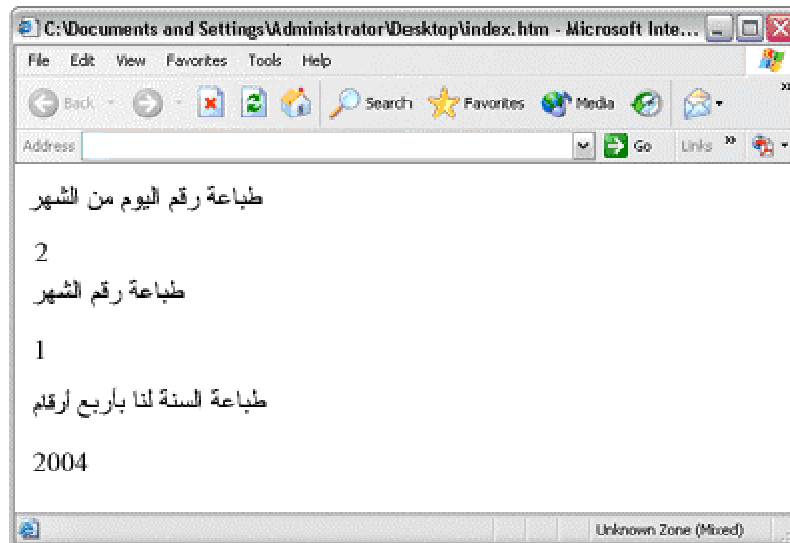 C:\Documents and Settings\Administrator\Desktop\index.htm - Microsoft Inte...
File Edit View Favorites Tools Help
Back Search Favorites Media
Address Go Links
طباعة رقم اليوم من الشهر
2
طباعة رقم الشهر
1
طباعة السنة لنا بأربع أرقام
2004
Unknown Zone (Mixed)